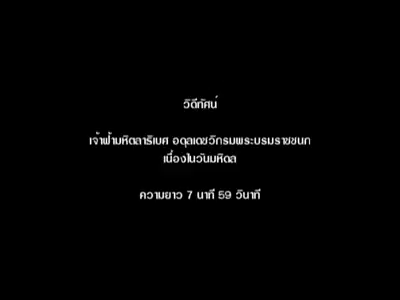 วิดีทัศน์
เจ้าฟ้ามหิตลาธิเบศ อดุลเดชวิกรมพระบรมราชชนก
เนื่องในวันมหิดล
ความยาว 7 นาที 59 วินาที